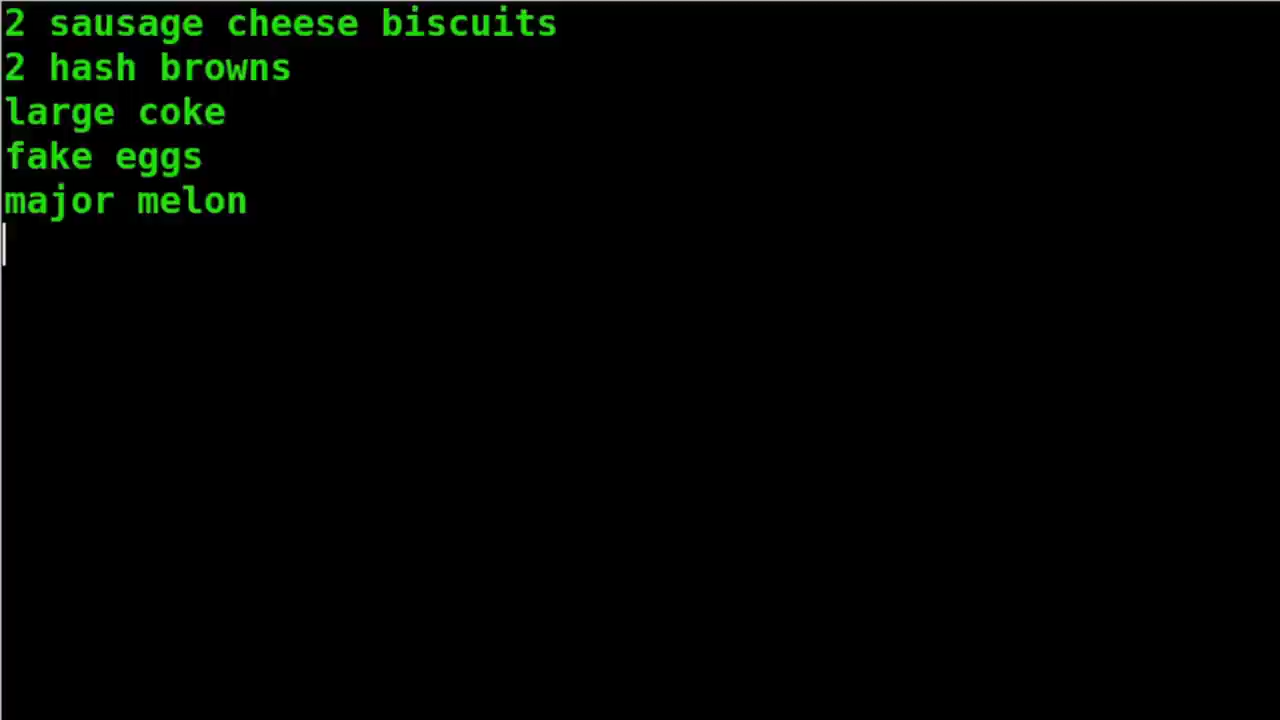 2 sausage cheese biscuits
2 hash browns
large coke
fake eggs
major melon